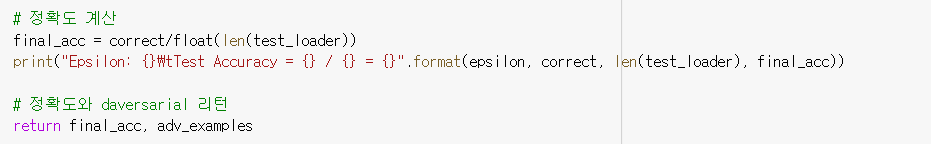 # 정확도 계산
final_acc = correct/float(len(test_loader))
print("Epsilon: {}₩tTest Accuracy = {} / {} = {}".format(epsilon, correct, len(test_loader), final_acc))
# 정확도와 daversarial 리턴
return final_acc, adv_examples